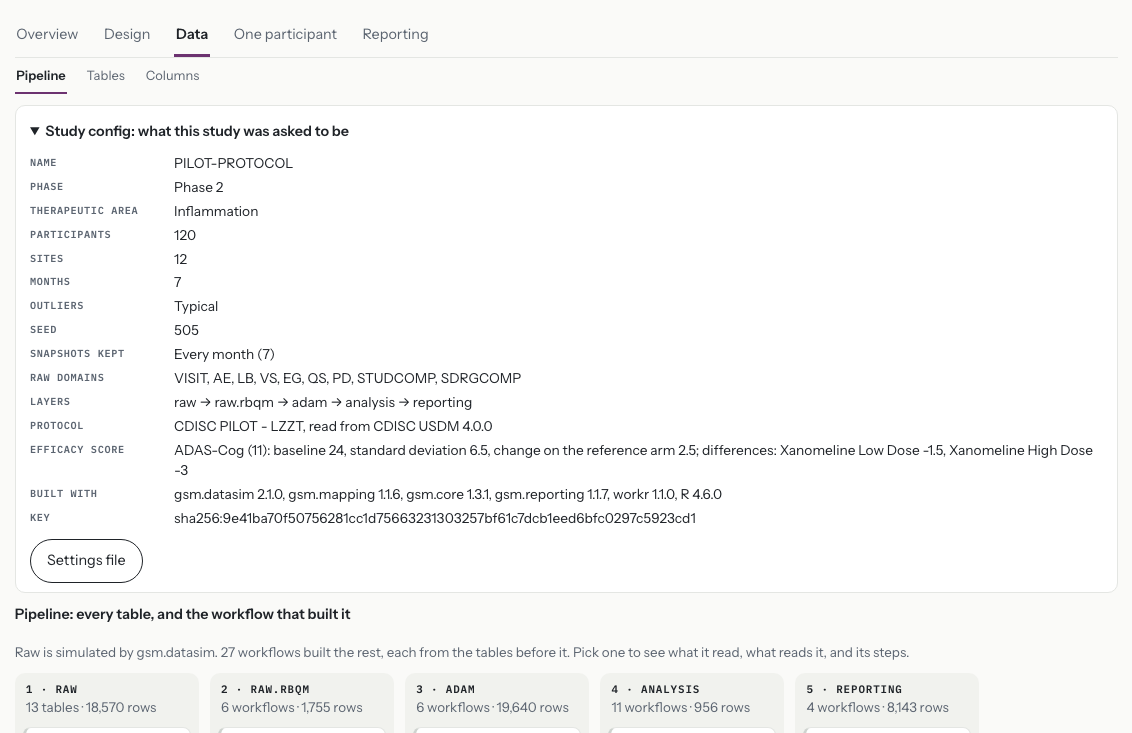 Overview Design Data One participant Reporting
Pipeline Tables Columns
▼ Study config: what this study was asked to be
NAME PILOT-PROTOCOL
PHASE Phase 2
THERAPEUTIC AREA Inflammation
PARTICIPANTS 120
SITES 12
MONTHS 7
OUTLIERS Typical
SEED 505
SNAPSHOTS KEPT Every month (7)
RAW DOMAINS VISIT, AE, LB, VS, EG, QS, PD, STUDCOMP, SDRGCOMP
LAYERS raw → raw.rbqm → adam → analysis → reporting
PROTOCOL CDISC PILOT - LZZT, read from CDISC USDM 4.0.0
EFFICACY SCORE ADAS-Cog (11): baseline 24, standard deviation 6.5, change on the reference arm 2.5; differences: Xanomeline Low Dose -1.5, Xanomeline High Dose
-3
BUILT WITH gsm.datasim 2.1.0, gsm.mapping 1.1.6, gsm.core 1.3.1, gsm.reporting 1.1.7, workr 1.1.0, R 4.6.0
KEY sha256:9e41ba70f50756281cc1d75663231303257bf61c7dcb1eed6bfc0297c5923cd1
Settings file
Pipeline: every table, and the workflow that built it
Raw is simulated by gsm.datasim. 27 workflows built the rest, each from the tables before it. Pick one to see what it read, what reads it, and its steps.
1 · RAW 2 · RAW.RBQM 3 · ADAM 4 · ANALYSIS 5 · REPORTING
13 tables · 18,570 rows 6 workflows · 1,755 rows 6 workflows · 19,640 rows 11 workflows · 956 rows 4 workflows · 8,143 rows